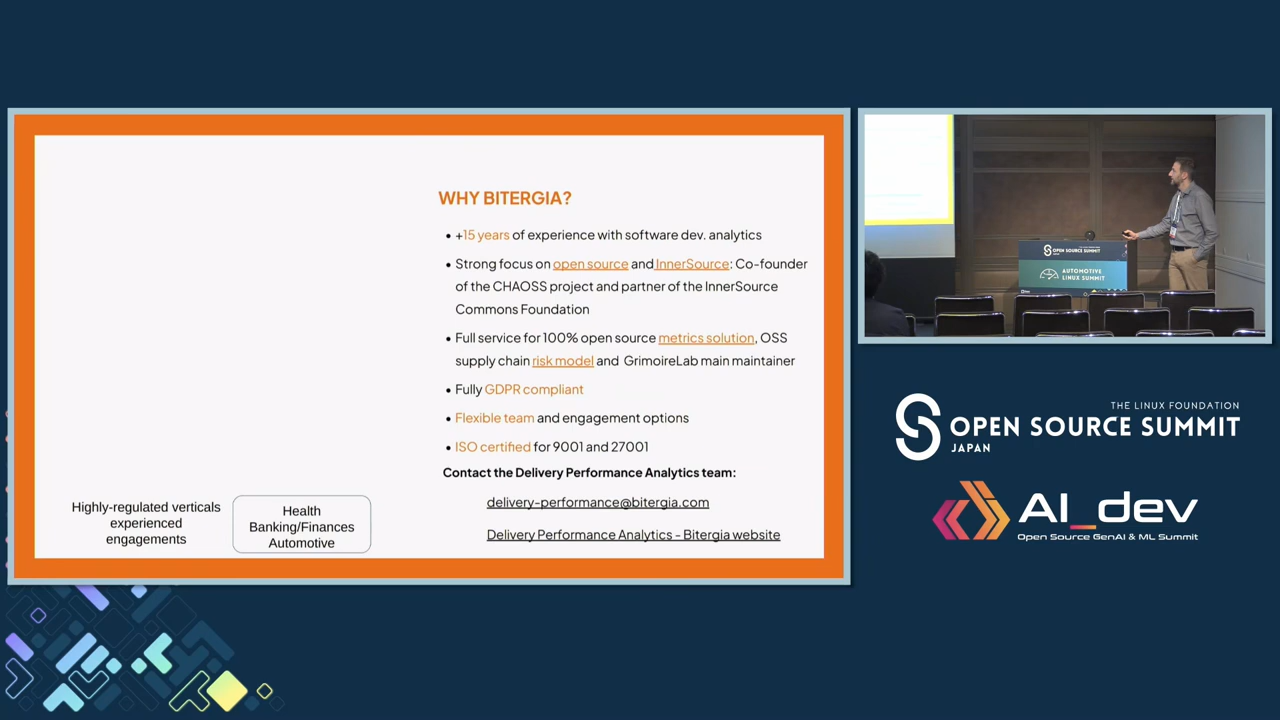 WHY BITERGIA?
• +15 years of experience with software dev. analytics
• Strong focus on open source and InnerSource: Co-founder
of the CHAOSS project and partner of the InnerSource
Commons Foundation
• Full service for 100% open source metrics solution, OSS
supply chain risk model and GrimoireLab main maintainer
• Fully GDPR compliant
• Flexible team and engagement options
• ISO certified for 9001 and 27001
Contact the Delivery Performance Analytics team:
delivery-performance@bitergia.com
Delivery Performance Analytics - Bitergia website
Highly-regulated verticals
experienced
engagements
Health
Banking/Finances
Automotive
OPEN SOURCE SUMMIT
AUTOMOTIVE
LINUX SUMMIT
THE LINUX FOUNDATION
OPEN SOURCE SUMMIT
JAPAN
AI_dev
Open Source GenAI & ML Summit